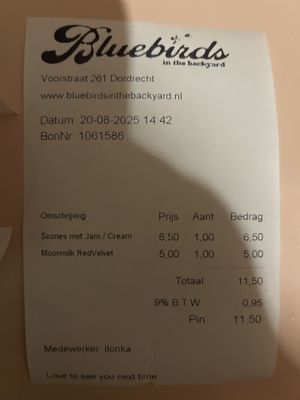 Bluebirds
in the backyard
Voorstraat 261 Dordrecht
www.bluebirdsinthebackyard.nl
Datum: 20-08-2025 14:42
BonNr: 1061586
Omschrijving Prijs Aant Bedrag
Scones met Jam / Cream 6,50 1,00 6,50
Moonmilk RedVelvet 5,00 1,00 5,00
Totaal 11,50
9% B.T.W 0,95
Pin 11,50
Medewerker: Ilonka
Love to see you next time